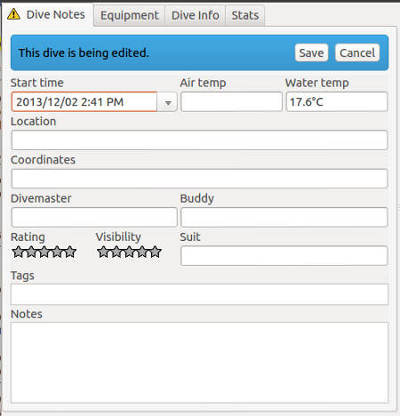 Dive Notes Equipment Dive Info Stats
This dive is being edited. Save Cancel
Start time Air temp Water temp
2013/12/02 2:41 PM 17.6°C
Location
Coordinates
Divemaster Buddy
Rating Visibility Suit
Tags
Notes